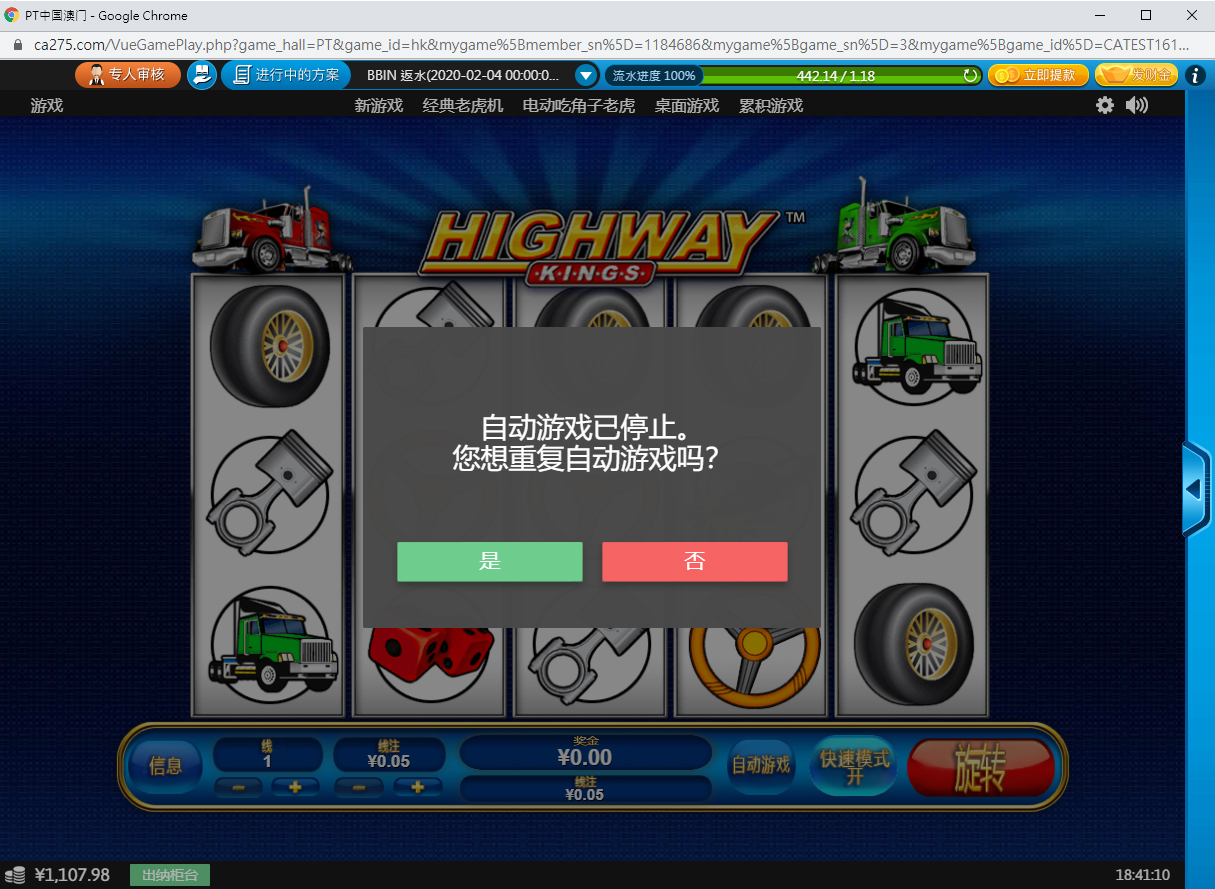 PT中国澳门 - Google Chrome
ca275.com/VueGamePlay.php?game_hall=PT&game_id=hk&mygame%5Bmember_sn%5D=1184686&mygame%5Bgame_sn%5D=3&mygame%5Bgame_id%5D=CATEST161...
专人审核 进行中的方案 BBIN 返水(2020-02-04 00:00:0... 流水进度 100% 442.14 / 1.18 立即提款 发财金 i
游戏 新游戏 经典老虎机 电动吃角子老虎 桌面游戏 累积游戏
HIGHWAY TM
K·I·N·G·S
自动游戏已停止。
您想重复自动游戏吗?
是 否
信息
线
1
线注
¥0.05
奖金
¥0.00
线注
¥0.05
自动游戏
快速模式
开
旋转
¥1,107.98 出纳柜台 18:41:10